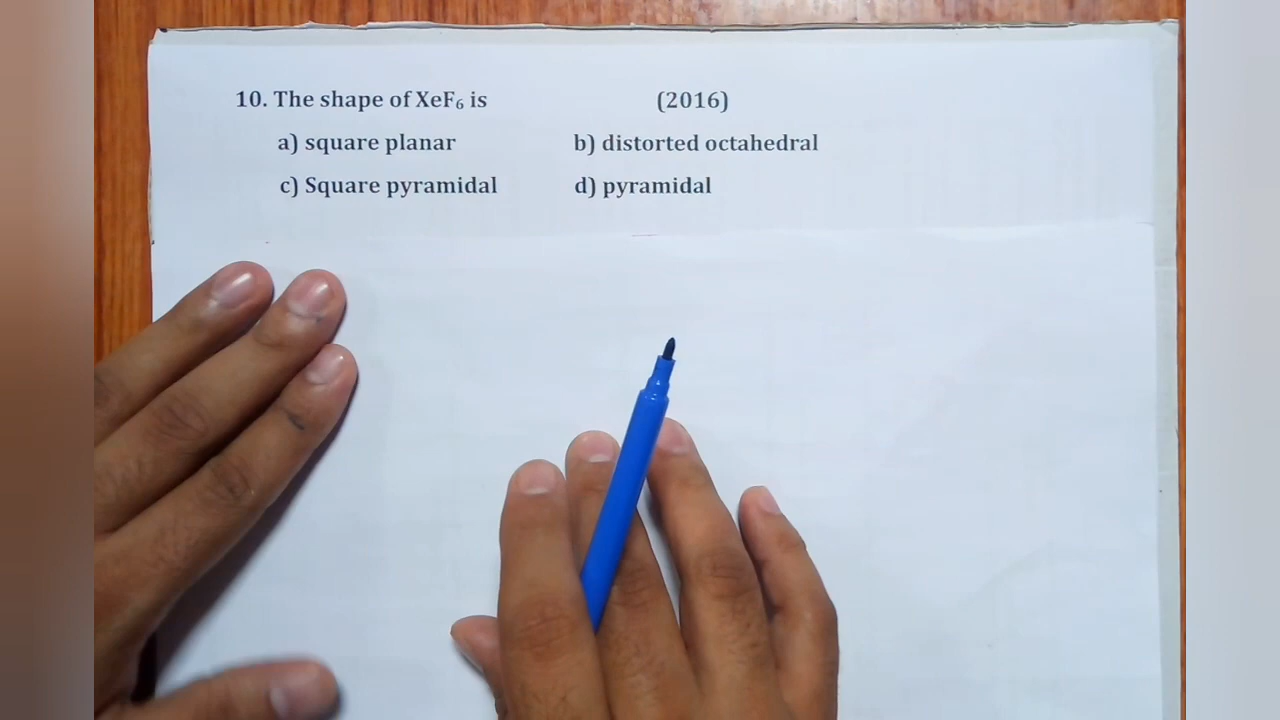 10. The shape of XeF₆ is (2016)
a) square planar b) distorted octahedral
c) Square pyramidal d) pyramidal